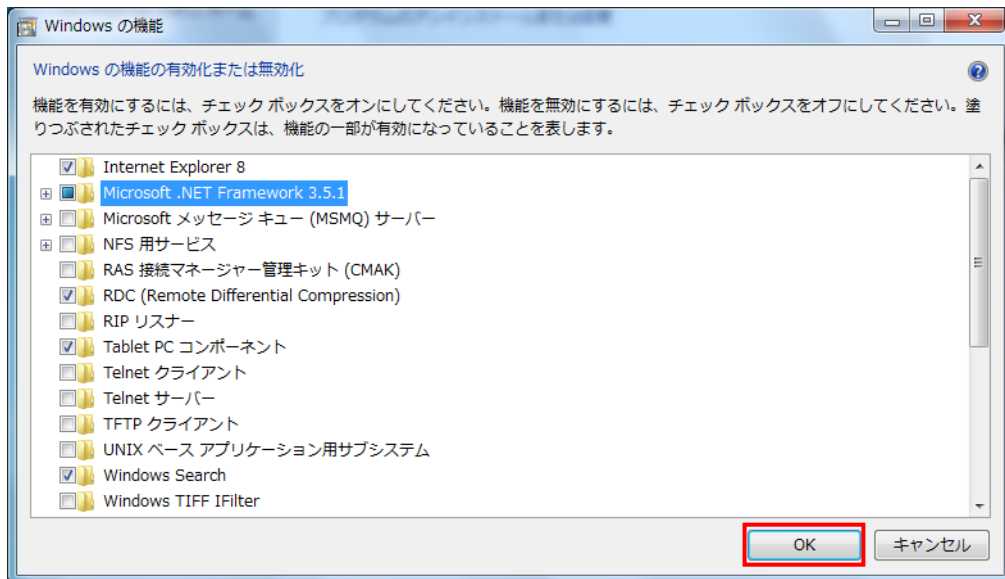 Windows の機能
Windows の機能の有効化または無効化
機能を有効にするには、チェック ボックスをオンにしてください。機能を無効にするには、チェック ボックスをオフにしてください。塗
りつぶされたチェック ボックスは、機能の一部が有効になっていることを表します。
Internet Explorer 8
Microsoft .NET Framework 3.5.1
Microsoft メッセージ キュー (MSMQ) サーバー
NFS 用サービス
RAS 接続マネージャー管理キット (CMAK)
RDC (Remote Differential Compression)
RIP リスナー
Tablet PC コンポーネント
Telnet クライアント
Telnet サーバー
TFTP クライアント
UNIX ベース アプリケーション用サブシステム
Windows Search
Windows TIFF IFilter
OK キャンセル